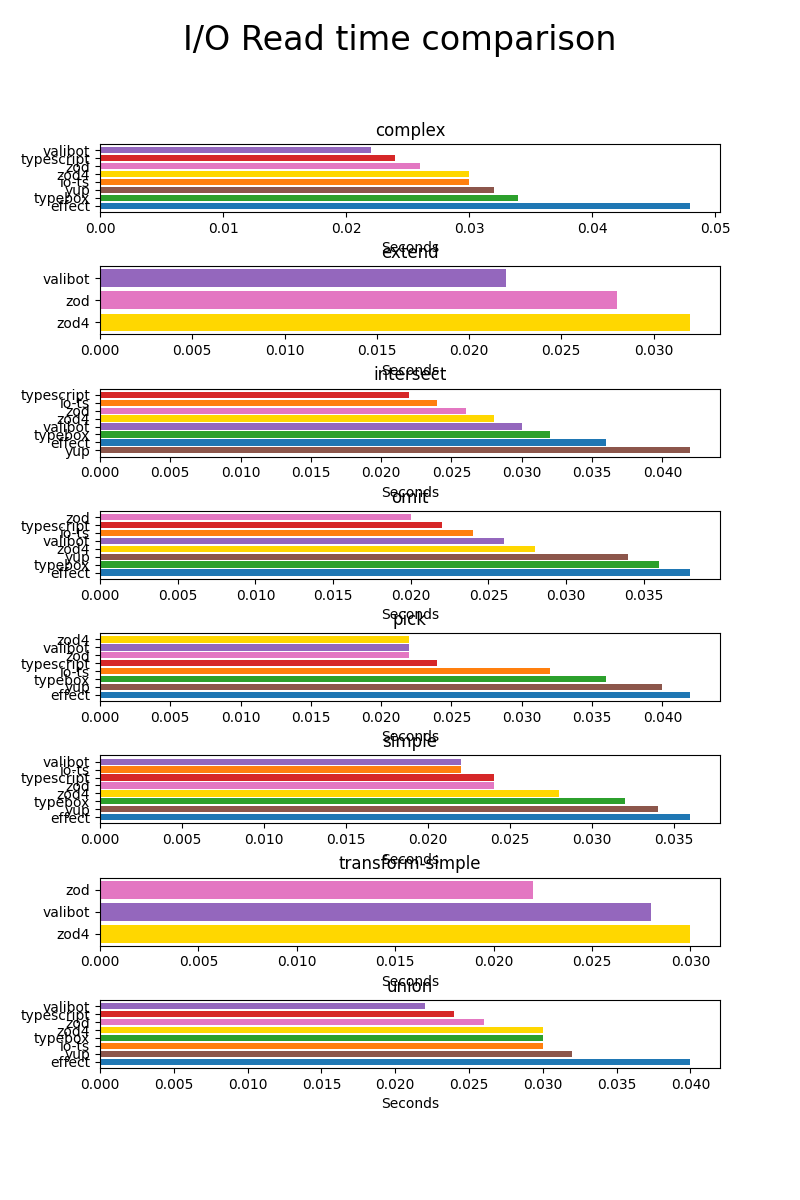 I/O Read time comparison
complex
valibot
typescript
zod
zod4
io-ts
yup
typebox
effect
0.00 0.01 0.02 0.03 0.04 0.05
Seconds
extend
valibot
zod
zod4
0.000 0.005 0.010 0.015 0.020 0.025 0.030
Seconds
intersect
typescript
io-ts
zod
zod4
valibot
typebox
effect
yup
0.000 0.005 0.010 0.015 0.020 0.025 0.030 0.035 0.040
Seconds
omit
zod
typescript
io-ts
valibot
zod4
yup
typebox
effect
0.000 0.005 0.010 0.015 0.020 0.025 0.030 0.035
Seconds
pick
zod4
valibot
zod
typescript
io-ts
typebox
yup
effect
0.000 0.005 0.010 0.015 0.020 0.025 0.030 0.035 0.040
Seconds
simple
valibot
io-ts
typescript
zod
zod4
typebox
yup
effect
0.000 0.005 0.010 0.015 0.020 0.025 0.030 0.035
Seconds
transform-simple
zod
valibot
zod4
0.000 0.005 0.010 0.015 0.020 0.025 0.030
Seconds
union
valibot
typescript
zod
zod4
typebox
io-ts
yup
effect
0.000 0.005 0.010 0.015 0.020 0.025 0.030 0.035 0.040
Seconds